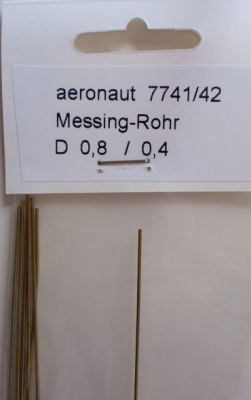 aeronaut 7741/42
Messing-Rohr
D 0,8 / 0,4